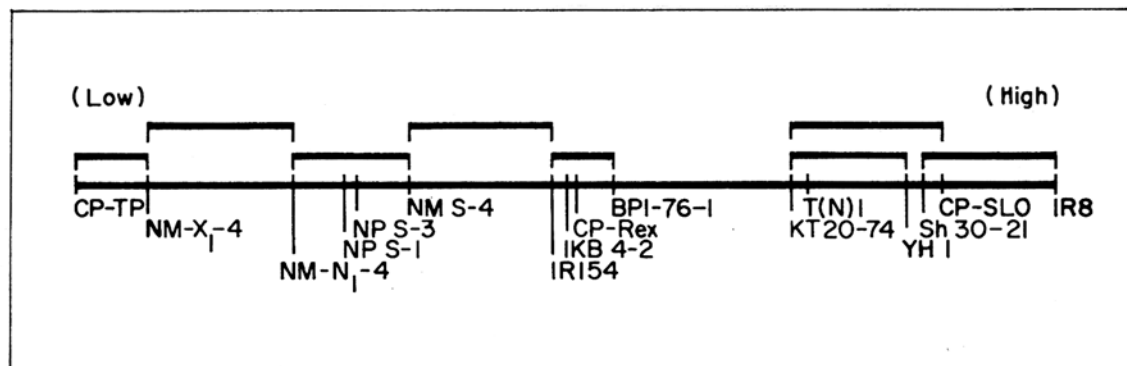 (Low) (High)
CP-TP NM S-4 BPI-76-1 T(N)1 CP-SLO IR8
NM-X₁-4 NP S-3 CP-Rex KT20-74 Sh 30-21
NP S-1 IKB 4-2 YH 1
NM-N₁-4 IR154